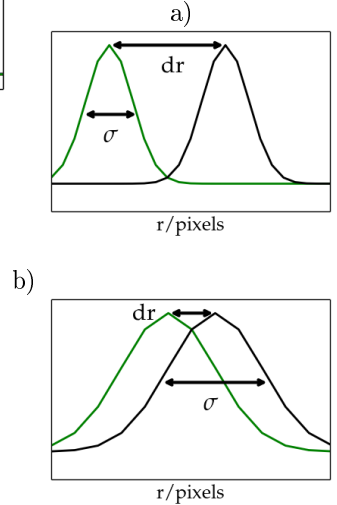 a)
dr
σ
r/pixels
b)
dr
σ
r/pixels